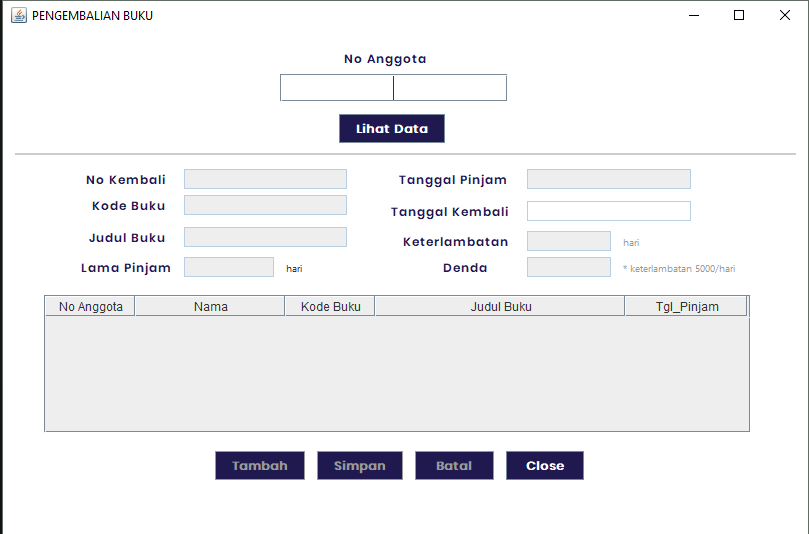 PENGEMBALIAN BUKU
No Anggota
Lihat Data
No Kembali
Tanggal Pinjam
Kode Buku
Tanggal Kembali
Judul Buku
Keterlambatan
hari
Lama Pinjam
hari
Denda
* keterlambatan 5000/hari
No Anggota Nama Kode Buku Judul Buku Tgl_Pinjam
Tambah Simpan Batal Close